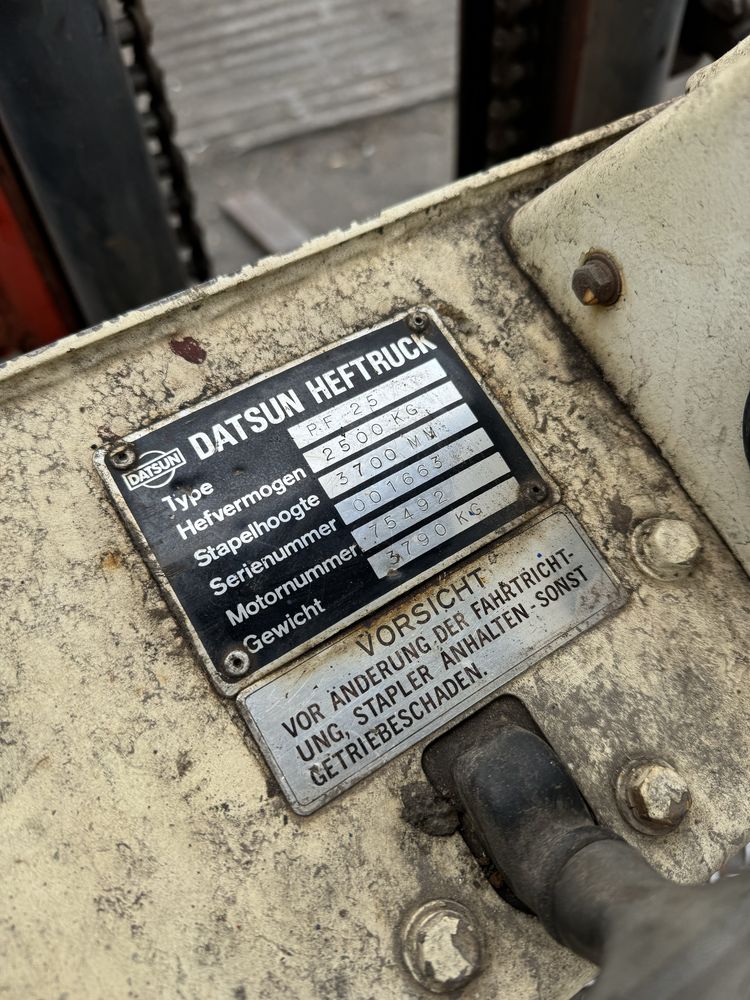 DATSUN
DATSUN HEFTRUCK
Type PF 25
Hefvermogen 2500 KG
Stapelhoogte 3700 MM
Serienummer 001663
Motornummer 75492
Gewicht 3790 KG
VORSICHT
VOR ÄNDERUNG DER FAHRTRICHT-
UNG, STAPLER ANHALTEN-SONST
GETRIEBESCHADEN.